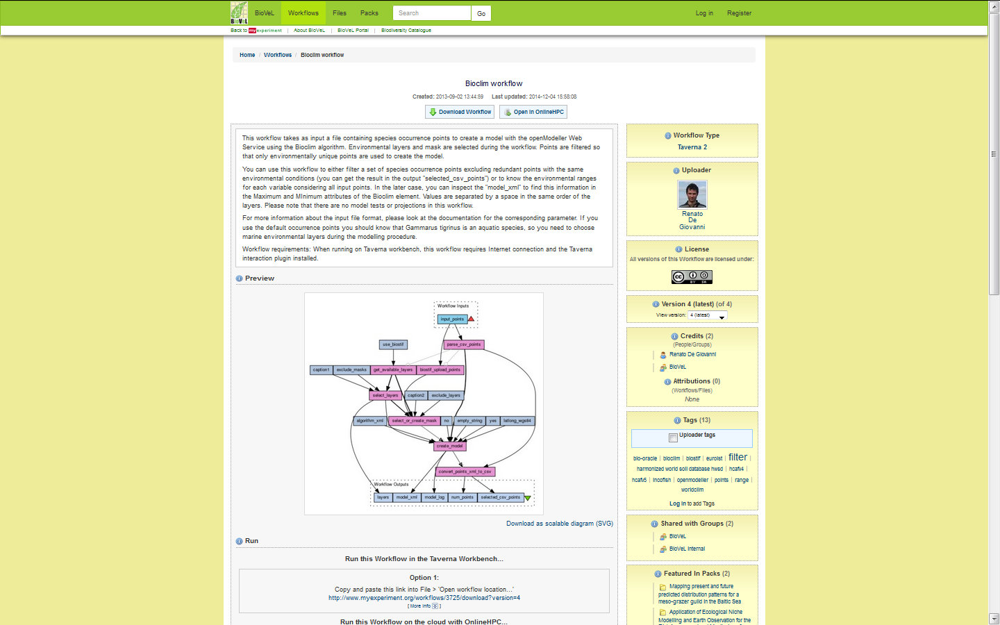 BioVeL Workflows Files Packs Search Go Log in Register
BIOVEL
Back to my experiment | About BioVeL | BioVeL Portal | Biodiversity Catalogue
Home / Workflows / Bioclim workflow
Bioclim workflow
Created: 2013-09-02 13:44:59 Last updated: 2014-12-04 15:58:08
Download Workflow Open in OnlineHPC
This workflow takes as input a file containing species occurrence points to create a model with the openModeller Web
Service using the Bioclim algorithm. Environmental layers and mask are selected during the workflow. Points are filtered so
that only environmentally unique points are used to create the model.
You can use this workflow to either filter a set of species occurrence points excluding redundant points with the same
environmental conditions (you can get the result in the output "selected_csv_points") or to know the environmental ranges
for each variable considering all input points. In the later case, you can inspect the "model_xml" to find this information in
the Maximum and MInimum attributes of the Bioclim element. Values are separated by a space in the same order of the
layers. Please note that there are no model tests or projections in this workflow.
For more information about the input file format, please look at the documentation for the corresponding parameter. If you
use the default occurrence points you should know that Gammarus tigrinus is an aquatic species, so you need to choose
marine environmental layers during the modelling procedure.
Workflow requirements: When running on Taverna workbench, this workflow requires Internet connection and the Taverna
interaction plugin installed.
Preview
Workflow Inputs
input_points
use_biostif parse_csv_points
caption1 exclude_masks get_available_layers biostif_upload_points
select_layers caption2 exclude_layers
algorithm_xml select_or_create_mask no empty_string yes latlong_wgs84
create_model
convert_points_xml_to_csv
Workflow Outputs
layers model_xml model_log num_points selected_csv_points
Download as scalable diagram (SVG)
Run
Run this Workflow in the Taverna Workbench...
Option 1:
Copy and paste this link into File > 'Open workflow location...'
http://www.myexperiment.org/workflows/3725/download?version=4
[ More Info ]
Run this Workflow on the cloud with OnlineHPC...
Workflow Type
Taverna 2
Uploader
Renato
De
Giovanni
License
All versions of this Workflow are licensed under:
cc BY SA
Version 4 (latest) (of 4)
View version: 4 (latest)
Credits (2)
(People/Groups)
Renato De Giovanni
BioVeL
Attributions (0)
(Workflows/Files)
None
Tags (13)
Uploader tags
bio-oracle | bioclim | biostif | euroist | filter |
harmonized world soil database hwsd | hcafv4 |
hcafv5 | incofish | openmodeller | points | range |
worldclim
Log in to add Tags
Shared with Groups (2)
BioVeL
BioVeL Internal
Featured In Packs (2)
Mapping present and future
predicted distribution patterns for a
meso-grazer guild in the Baltic Sea
Application of Ecological Niche
Modelling and Earth Observation for the